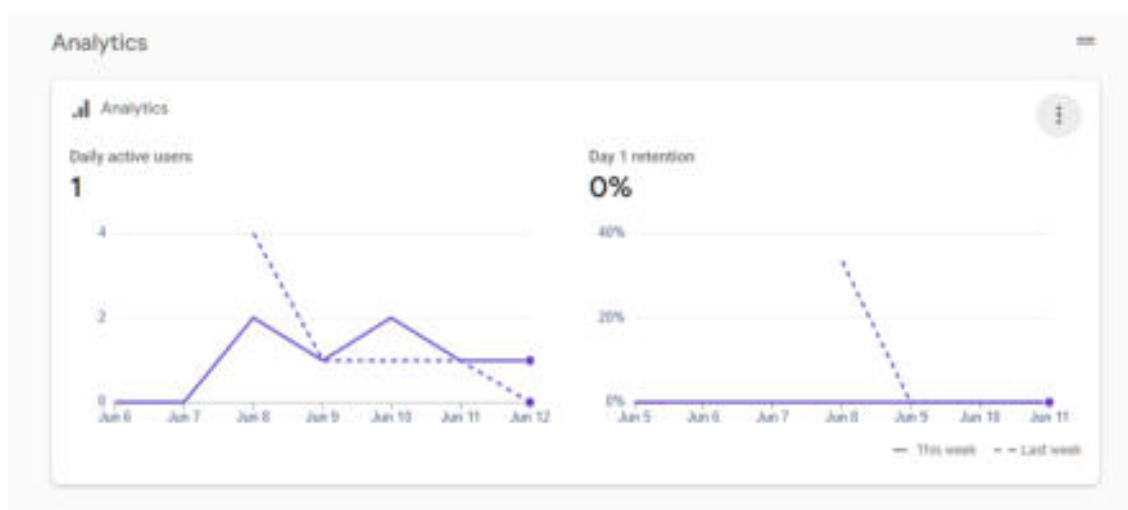 Analytics
Analytics
Daily active users
1
4
2
0
Jun 6 Jun 7 Jun 8 Jun 9 Jun 10 Jun 11 Jun 12
Day 1 retention
0%
40%
20%
0%
Jun 5 Jun 6 Jun 7 Jun 8 Jun 9 Jun 10 Jun 11
This week Last week